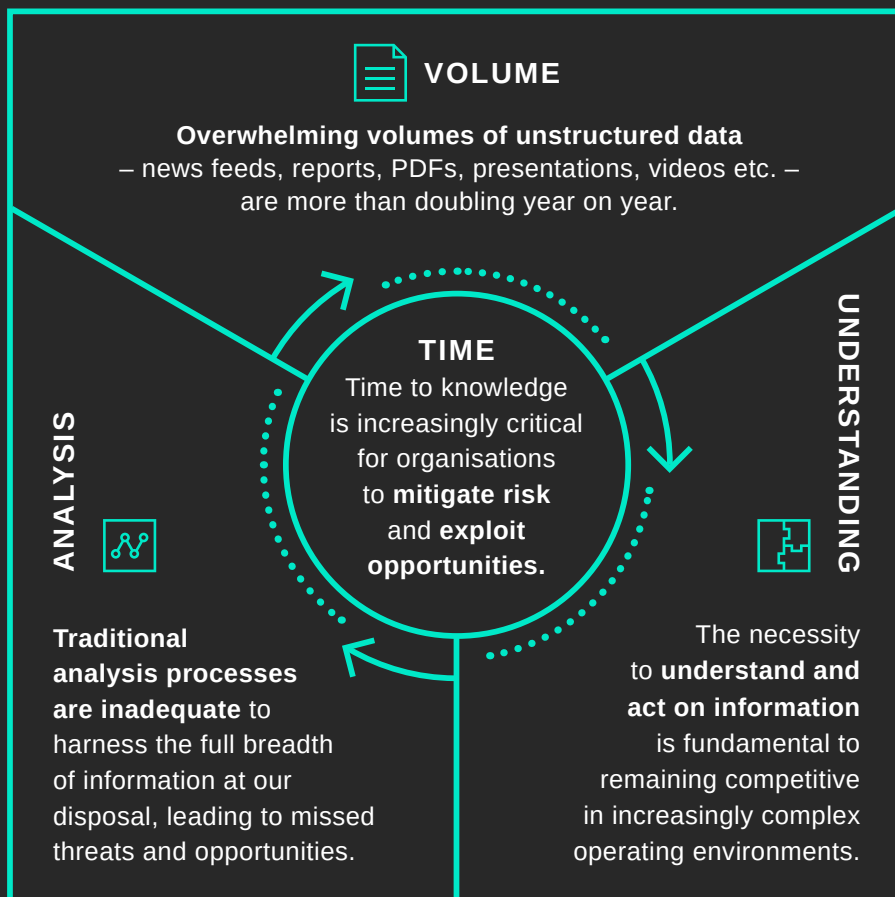 VOLUME
Overwhelming volumes of unstructured data
– news feeds, reports, PDFs, presentations, videos etc. –
are more than doubling year on year.
TIME
Time to knowledge
is increasingly critical
for organisations
to mitigate risk
and exploit
opportunities.
ANALYSIS
Traditional
analysis processes
are inadequate to
harness the full breadth
of information at our
disposal, leading to missed
threats and opportunities.
UNDERSTANDING
The necessity
to understand and
act on information
is fundamental to
remaining competitive
in increasingly complex
operating environments.